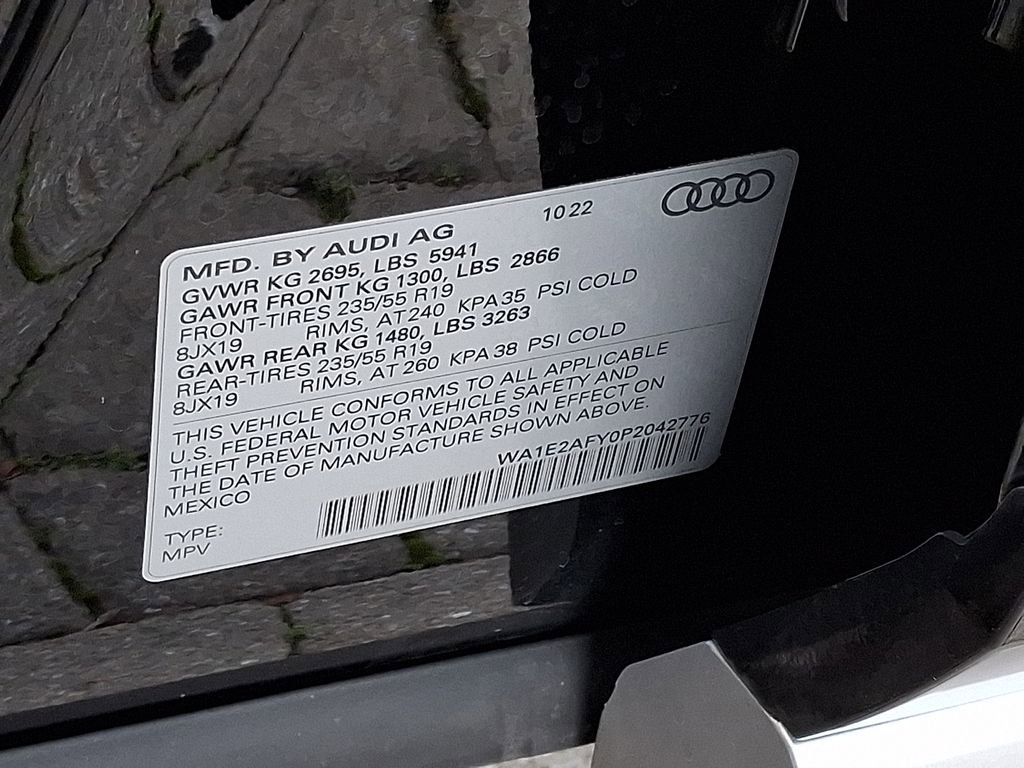 10 22
MFD. BY AUDI AG
GVWR KG 2695, LBS 5941
GAWR FRONT KG 1300, LBS 2866
FRONT-TIRES 235/55 R19
8JX19 RIMS, AT 240 KPA 35 PSI COLD
GAWR REAR KG 1480, LBS 3263
REAR-TIRES 235/55 R19
8JX19 RIMS, AT 260 KPA 38 PSI COLD
THIS VEHICLE CONFORMS TO ALL APPLICABLE
U.S. FEDERAL MOTOR VEHICLE SAFETY AND
THEFT PREVENTION STANDARDS IN EFFECT ON
THE DATE OF MANUFACTURE SHOWN ABOVE.
MEXICO
WA1E2AFY0P2042776
TYPE:
MPV